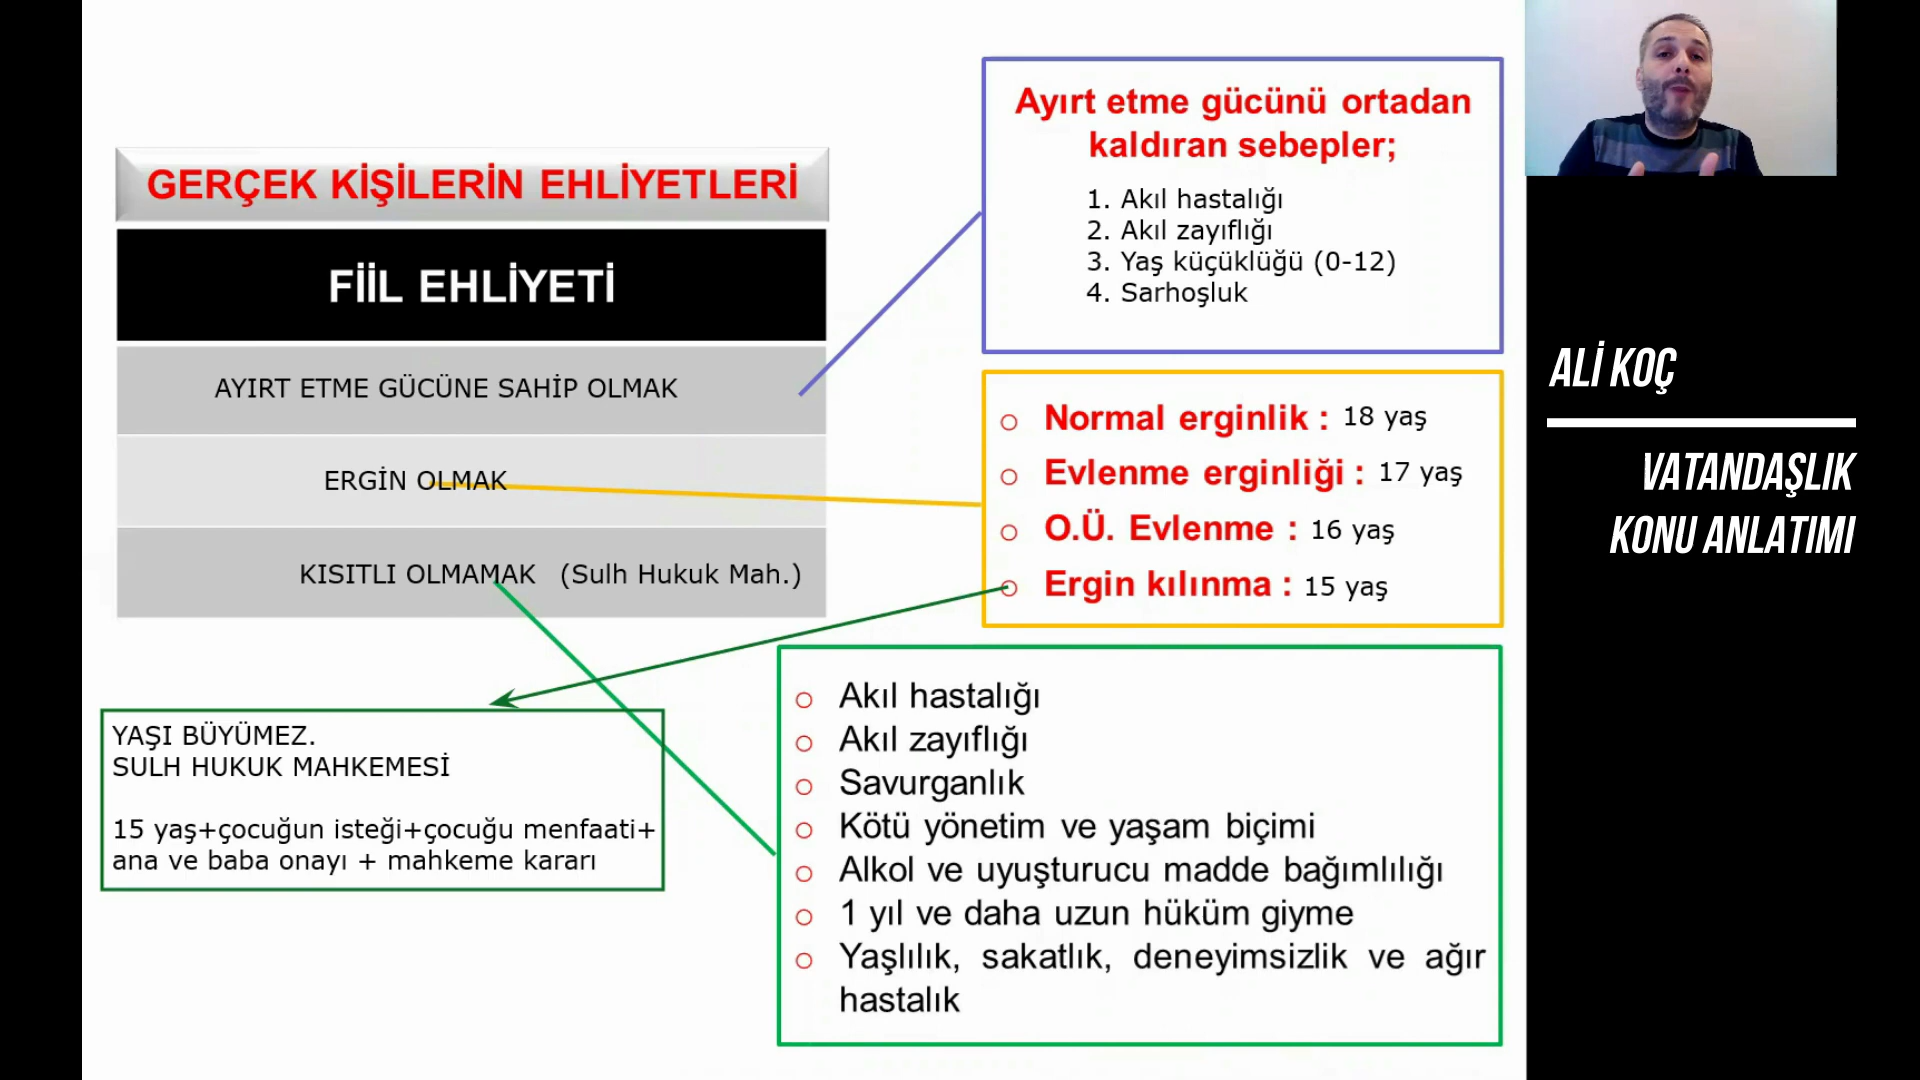 GERÇEK KİŞİLERİN EHLİYETLERİ
FİİL EHLİYETİ
AYIRT ETME GÜCÜNE SAHİP OLMAK
ERGİN OLMAK
KISITLI OLMAMAK (Sulh Hukuk Mah.)
YAŞI BÜYÜMEZ.
SULH HUKUK MAHKEMESİ
15 yaş+çocuğun isteği+çocuğu menfaati+
ana ve baba onayı + mahkeme kararı
Ayırt etme gücünü ortadan
kaldıran sebepler;
1. Akıl hastalığı
2. Akıl zayıflığı
3. Yaş küçüklüğü (0-12)
4. Sarhoşluk
Normal erginlik : 18 yaş
Evlenme erginliği : 17 yaş
O.Ü. Evlenme : 16 yaş
Ergin kılınma : 15 yaş
Akıl hastalığı
Akıl zayıflığı
Savurganlık
Kötü yönetim ve yaşam biçimi
Alkol ve uyuşturucu madde bağımlılığı
1 yıl ve daha uzun hüküm giyme
Yaşlılık, sakatlık, deneyimsizlik ve ağır
hastalık
ALİ KOÇ
VATANDAŞLIK
KONU ANLATIMI